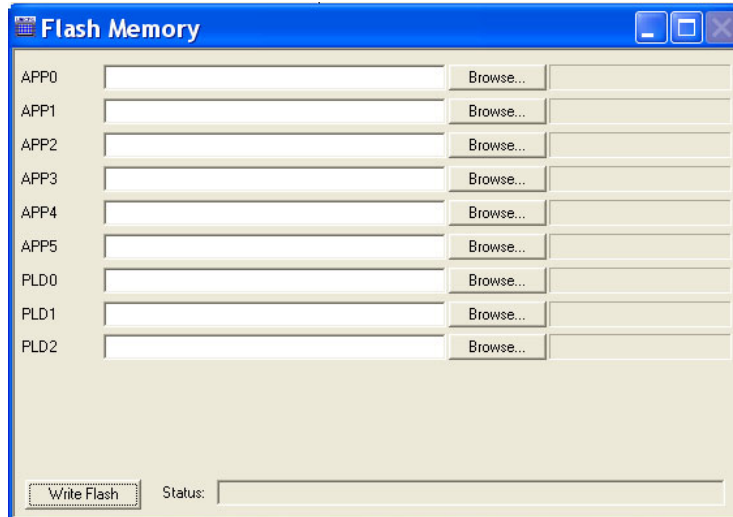 Flash Memory
APP0 Browse...
APP1 Browse...
APP2 Browse...
APP3 Browse...
APP4 Browse...
APP5 Browse...
PLD0 Browse...
PLD1 Browse...
PLD2 Browse...
Write Flash Status: